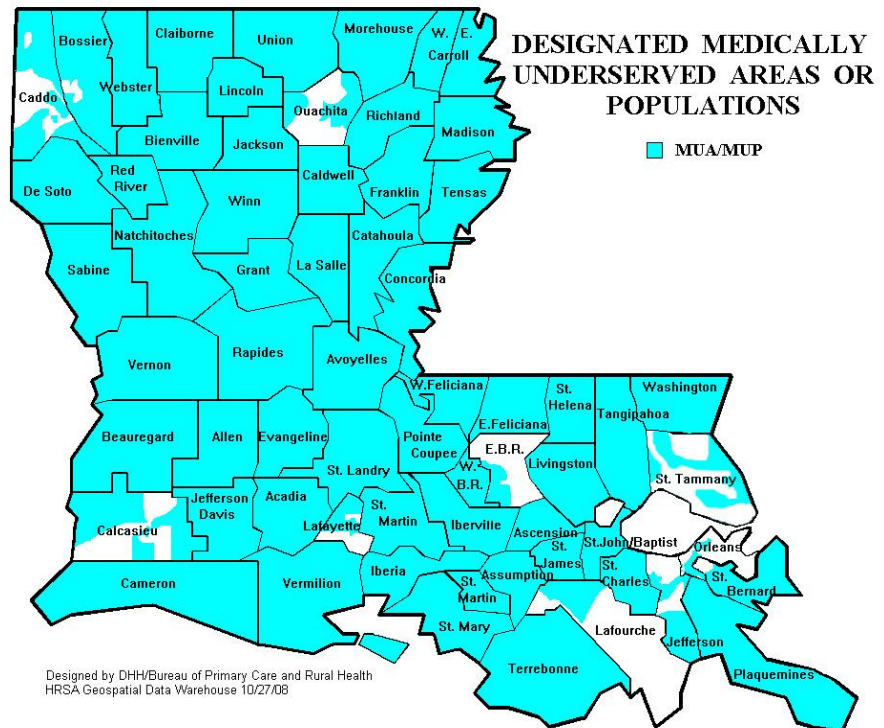 DESIGNATED MEDICALLY
UNDERSERVED AREAS OR
POPULATIONS
MUA/MUP
Caddo
Bossier
Webster
Claiborne
Union
Morehouse
W.
Carroll
E.
Lincoln
Ouachita
Richland
Madison
Bienville
Jackson
De Soto
Red
River
Caldwell
Franklin
Tensas
Winn
Natchitoches
Sabine
Grant
La Salle
Catahoula
Concordia
Vernon
Rapides
Avoyelles
W.Feliciana
E.Feliciana
St.
Helena
Tangipahoa
Washington
Beauregard
Allen
Evangeline
St. Landry
Pointe
Coupee
W.
B.R.
E.B.R.
Livingston
St. Tammany
Calcasieu
Jefferson
Davis
Acadia
Lafayette
St.
Martin
Iberville
Ascension
St.
James
St.John/Baptist
Orleans
Cameron
Vermilion
Iberia
St.
Martin
Assumption
St.
Charles
St.
Bernard
St. Mary
Lafourche
Jefferson
Terrebonne
Plaquemines
Designed by DHH/Bureau of Primary Care and Rural Health
HRSA Geospatial Data Warehouse 10/27/08